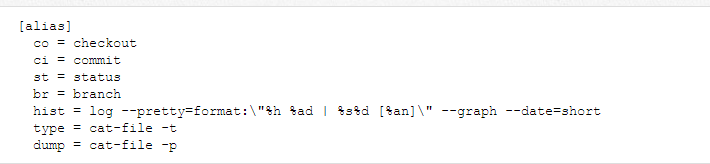 [alias]
  co = checkout
  ci = commit
  st = status
  br = branch
  hist = log --pretty=format:\"%h %ad | %s%d [%an]\" --graph --date=short
  type = cat-file -t
  dump = cat-file -p